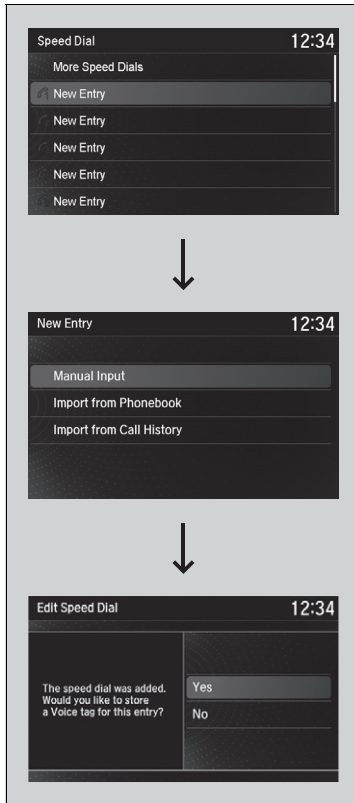 Speed Dial 12:34
More Speed Dials
New Entry
New Entry
New Entry
New Entry
New Entry
New Entry 12:34
Manual Input
Import from Phonebook
Import from Call History
Edit Speed Dial 12:34
The speed dial was added.
Would you like to store
a Voice tag for this entry?
Yes
No